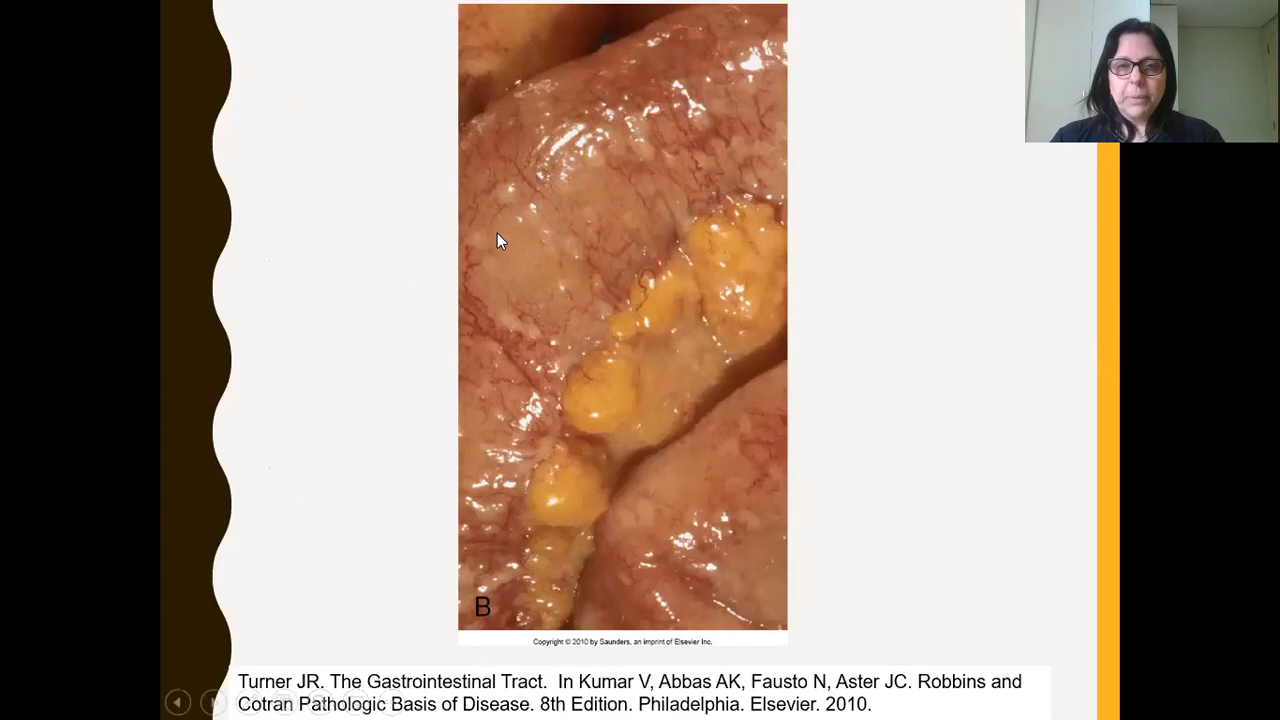 B
Copyright © 2010 by Saunders, an imprint of Elsevier Inc.
Turner JR. The Gastrointestinal Tract. In Kumar V, Abbas AK, Fausto N, Aster JC. Robbins and
Cotran Pathologic Basis of Disease. 8th Edition. Philadelphia. Elsevier. 2010.